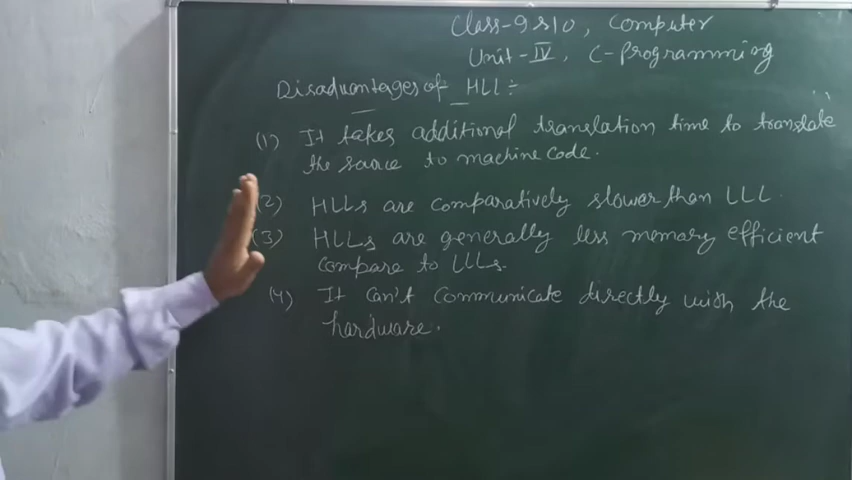 Class-9 & 10, Computer
Unit-IV, C-Programming
Disadvantages of HLL :-
(1) It takes additional translation time to translate
the source to machine code.
(2) HLLs are comparatively slower than LLL.
(3) HLLs are generally less memory efficient
compare to LLLs.
(4) It can't communicate directly with the
hardware.